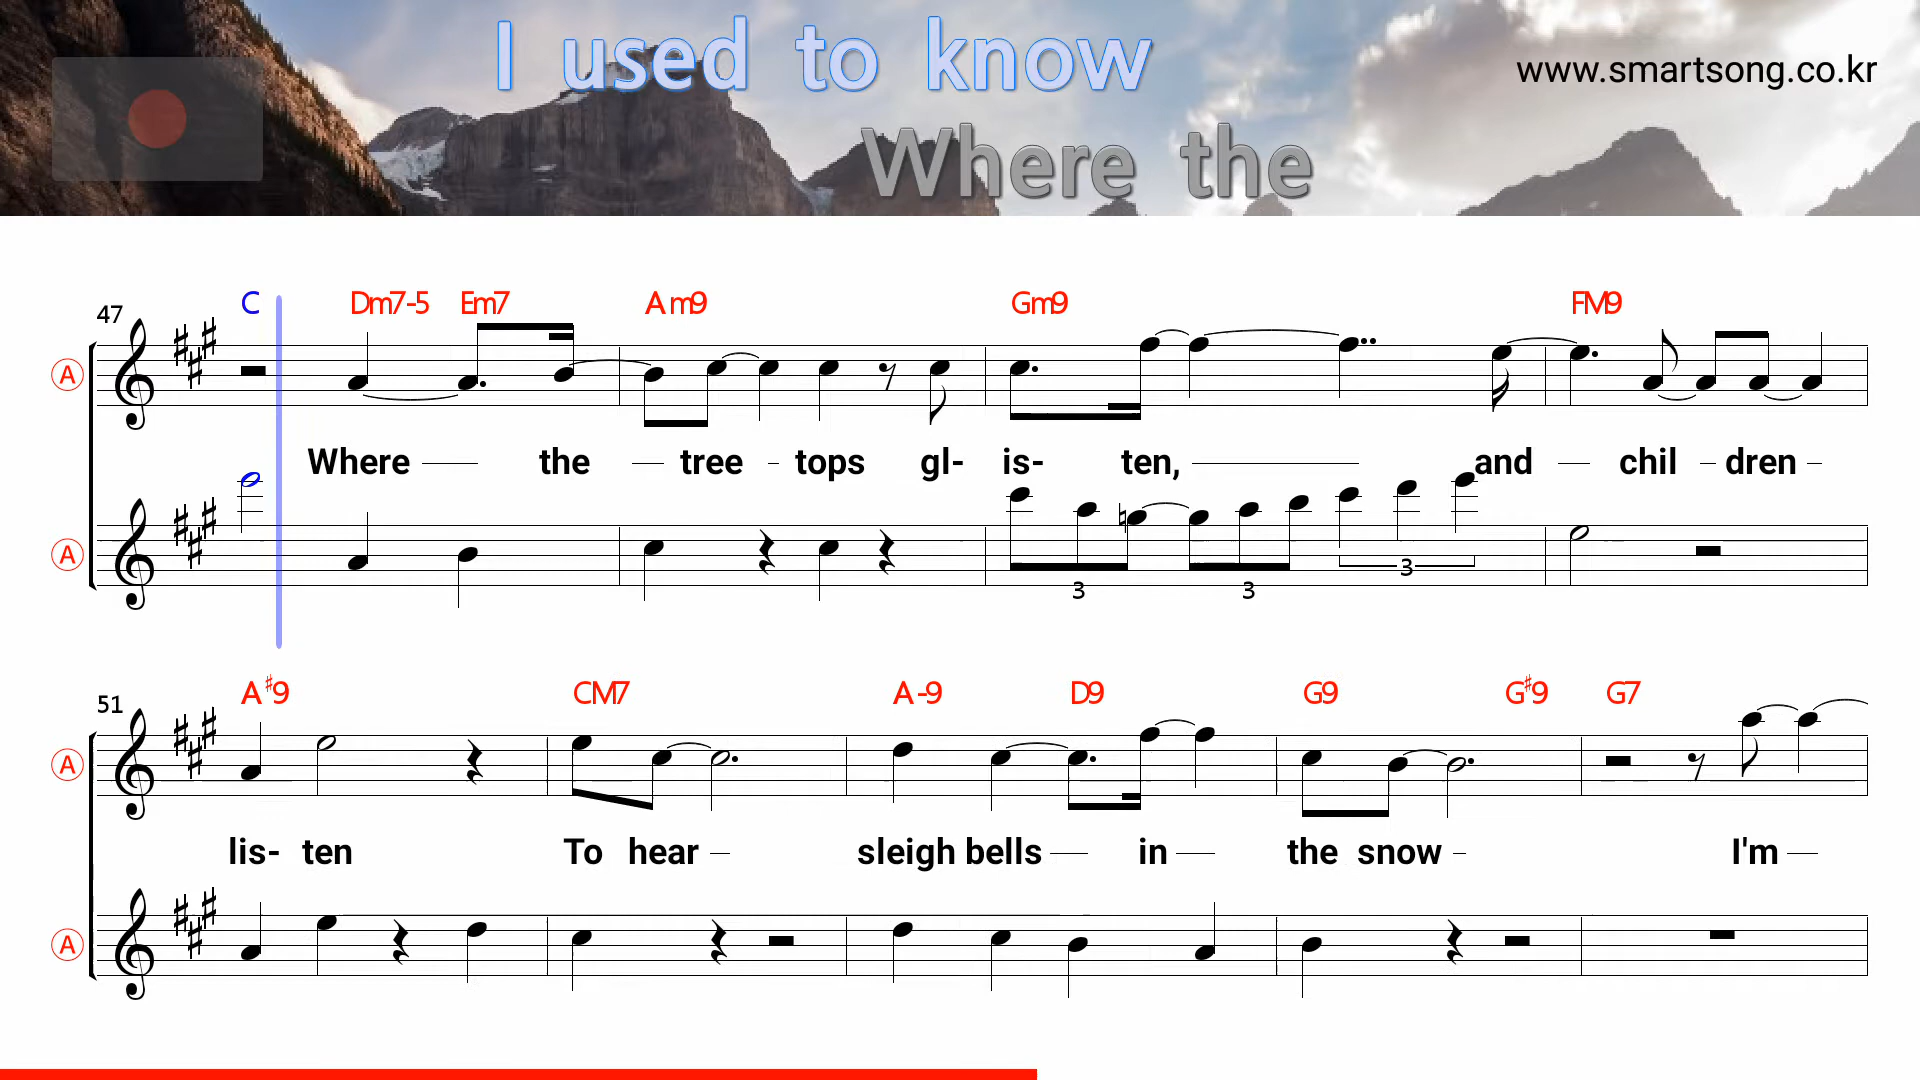 I used to know
www.smartsong.co.kr
Where the
47 C Dm7-5 Em7 Am9 Gm9 FM9
A
Where the tree - tops gl- is- ten, and chil - dren -
A
3 3 3
51 A#9 CM7 A-9 D9 G9 G#9 G7
A
lis- ten To hear sleigh bells in the snow - I'm
A